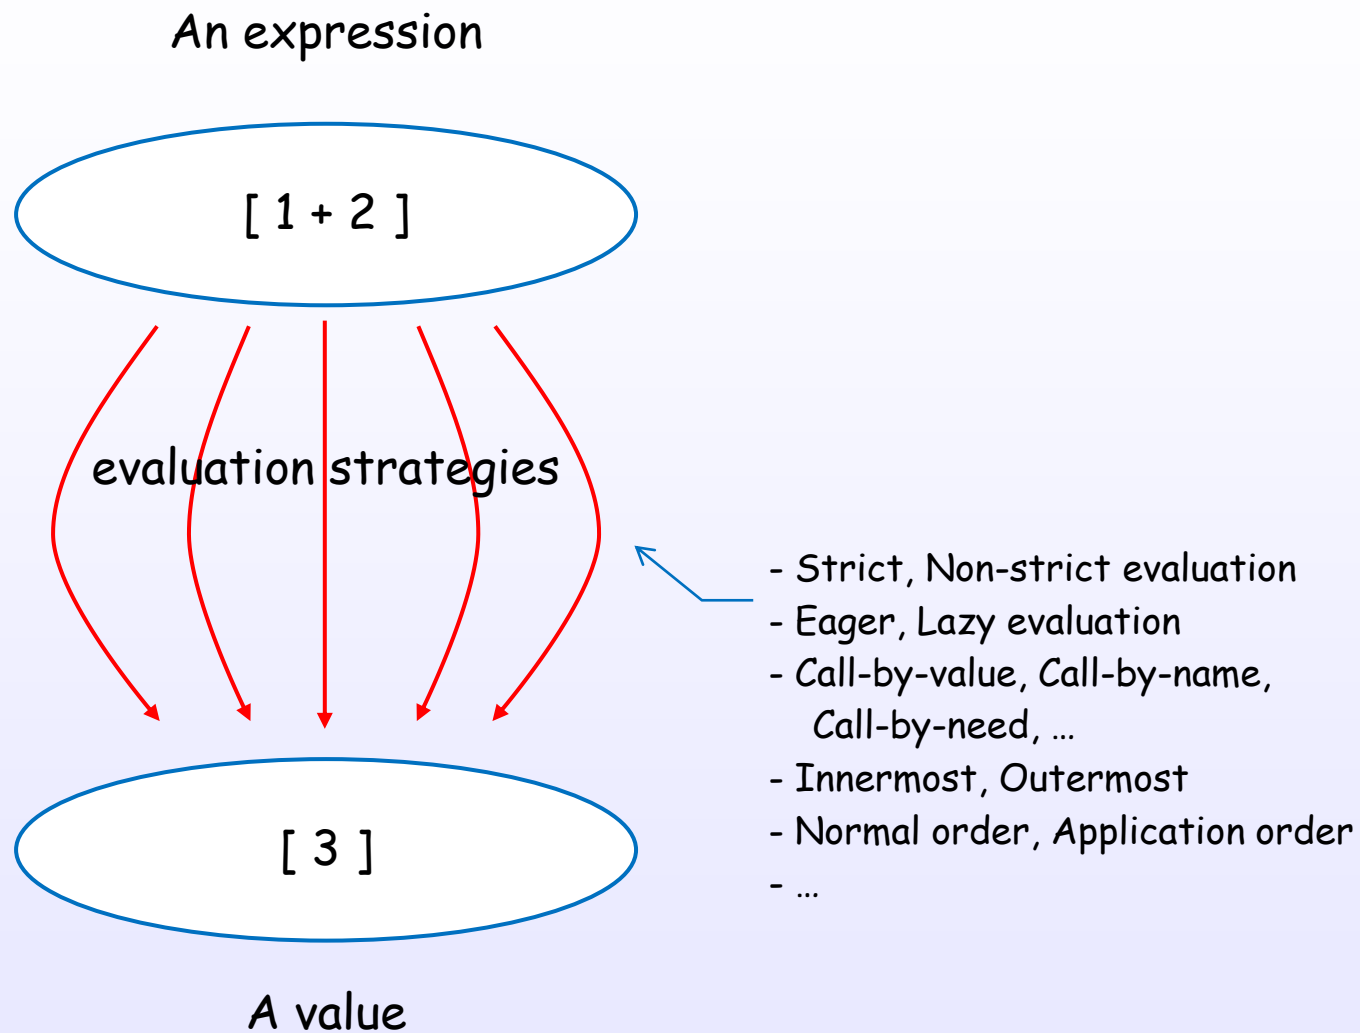 An expression
[ 1 + 2 ]
evaluation strategies
- Strict, Non-strict evaluation
- Eager, Lazy evaluation
- Call-by-value, Call-by-name,
Call-by-need, …
- Innermost, Outermost
- Normal order, Application order
- …
[ 3 ]
A value